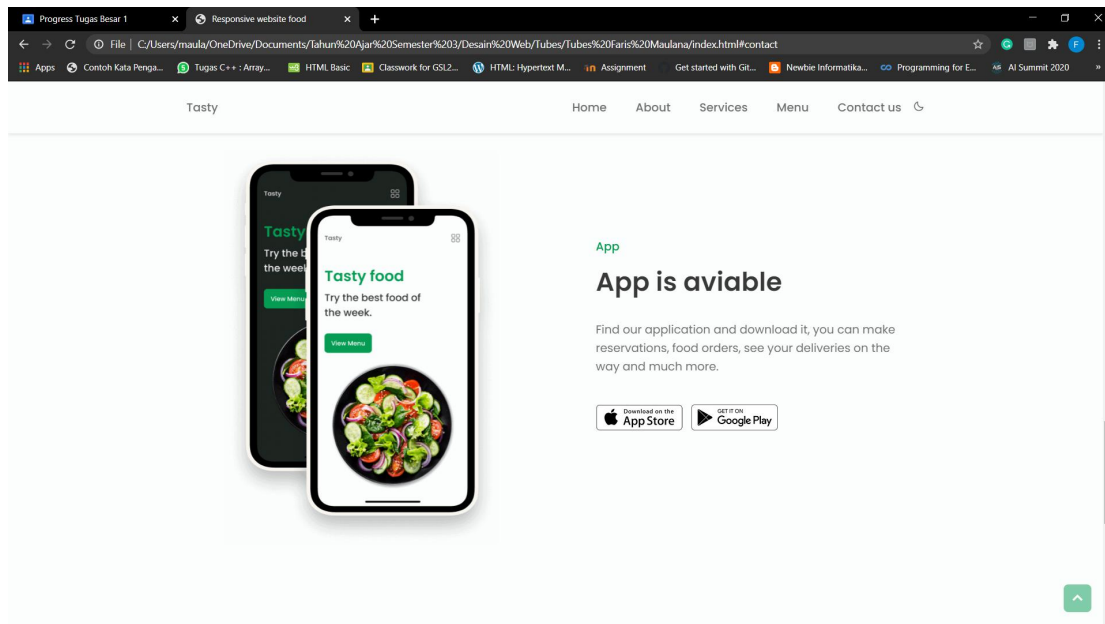 Progress Tugas Besar 1
Responsive website food
File | C:/Users/maula/OneDrive/Documents/Tahun%20Ajar%20Semester%203/Desain%20Web/Tubes/Tubes%20Faris%20Maulana/index.html#contact
Apps Contoh Kata Penga... Tugas C++ : Array,... HTML Basic Classwork for GSL2... HTML: Hypertext M... Assignment Get started with Git... Newbie Informatika... Programming for E... AI Summit 2020 »
Tasty Home About Services Menu Contact us
Tasty
Tasty
Try the b
the week
View Menu
Tasty
Tasty food
Try the best food of
the week.
View Menu
App
App is aviable
Find our application and download it, you can make
reservations, food orders, see your deliveries on the
way and much more.
Download on the
App Store
GET IT ON
Google Play